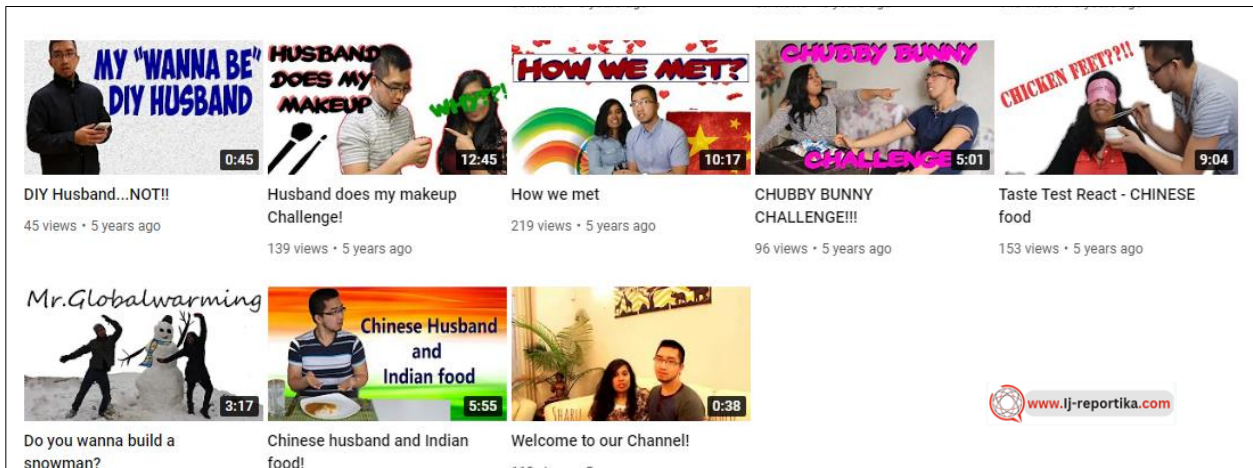 MY "WANNA BE"
DIY HUSBAND
0:45
HUSBAND
DOES MY
MAKEUP
WHY??!
12:45
HOW WE MET?
10:17
CHUBBY BUNNY
CHALLENGE
5:01
CHICKEN FEET??!!
9:04
DIY Husband...NOT!!
45 views • 5 years ago
Husband does my makeup
Challenge!
139 views • 5 years ago
How we met
219 views • 5 years ago
CHUBBY BUNNY
CHALLENGE!!!
96 views • 5 years ago
Taste Test React - CHINESE
food
153 views • 5 years ago
Mr.Globalwarming
3:17
Chinese Husband
and
Indian food
5:55
0:38
www.lj-reportika.com
Do you wanna build a
snowman?
Chinese husband and Indian
food!
Welcome to our Channel!